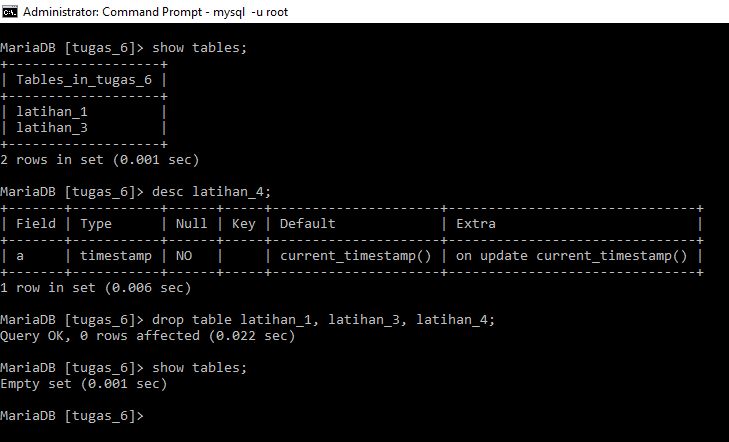 Administrator: Command Prompt - mysql  -u root
MariaDB [tugas_6]> show tables;
+-------------------+
| Tables_in_tugas_6 |
+-------------------+
| latihan_1         |
| latihan_3         |
+-------------------+
2 rows in set (0.001 sec)
MariaDB [tugas_6]> desc latihan_4;
+-------+-----------+------+-----+---------------------+-------------------------------+
| Field | Type      | Null | Key | Default             | Extra                         |
+-------+-----------+------+-----+---------------------+-------------------------------+
| a     | timestamp | NO   |     | current_timestamp() | on update current_timestamp() |
+-------+-----------+------+-----+---------------------+-------------------------------+
1 row in set (0.006 sec)
MariaDB [tugas_6]> drop table latihan_1, latihan_3, latihan_4;
Query OK, 0 rows affected (0.022 sec)
MariaDB [tugas_6]> show tables;
Empty set (0.001 sec)
MariaDB [tugas_6]>